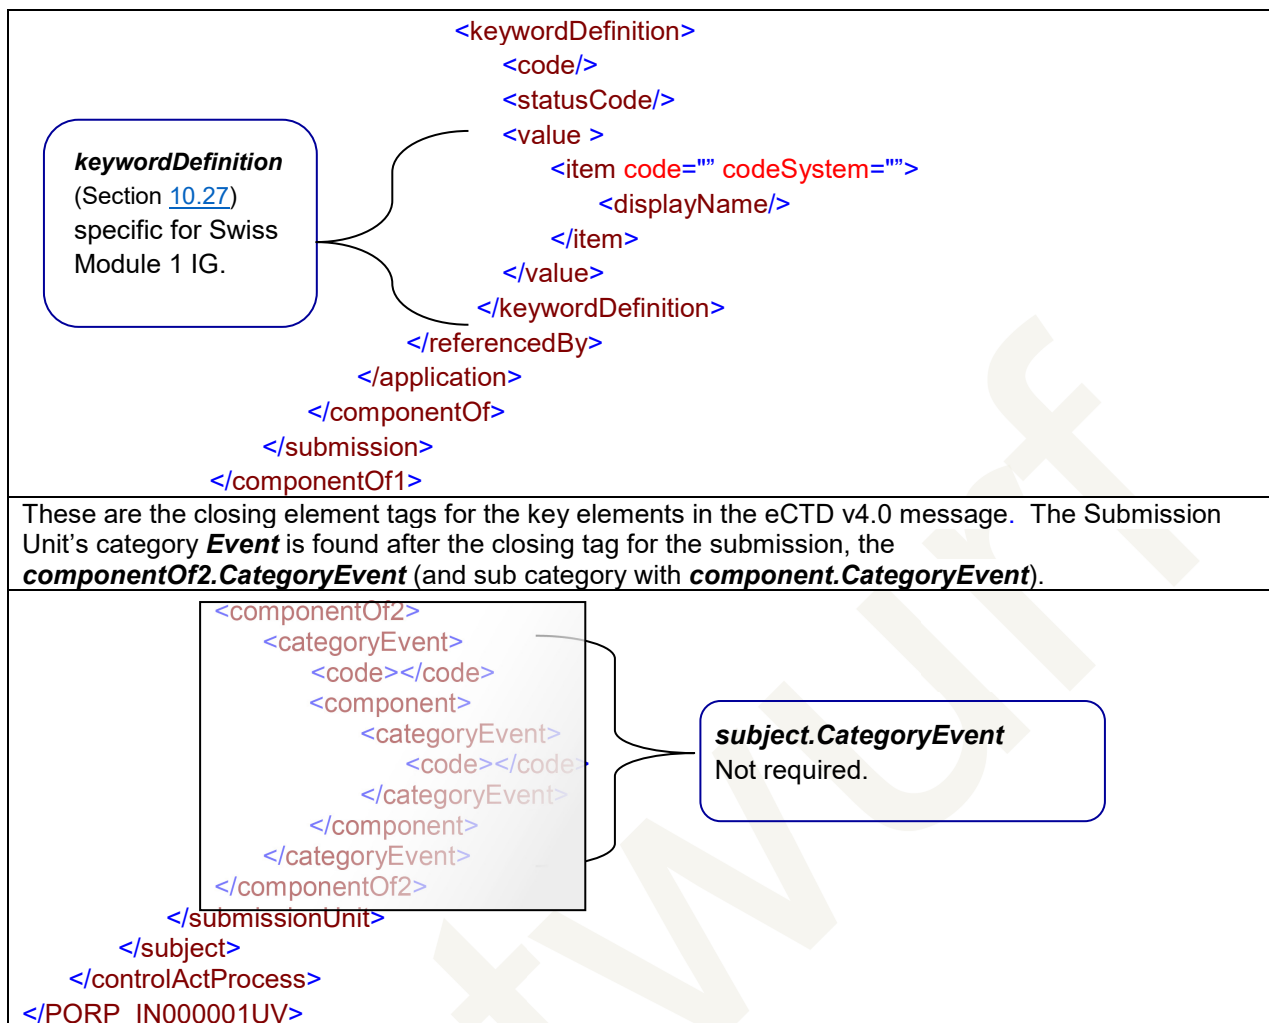 <keywordDefinition>
<code/>
<statusCode/>
<value >
<item code="" codeSystem="">
<displayName/>
</item>
</value>
</keywordDefinition>
keywordDefinition
(Section 10.27)
specific for Swiss
Module 1 IG.
</referencedBy>
</application>
</componentOf>
</submission>
</componentOf1>
These are the closing element tags for the key elements in the eCTD v4.0 message. The Submission
Unit's category Event is found after the closing tag for the submission, the
componentOf2.CategoryEvent (and sub category with component.CategoryEvent).
<componentOf2>
<categoryEvent>
<code></code>
<component>
<categoryEvent>
<code></code>
</categoryEvent>
</component>
</categoryEvent>
</componentOf2>
subject.CategoryEvent
Not required.
</submissionUnit>
</subject>
</controlActProcess>
</PORP_IN000001UV>